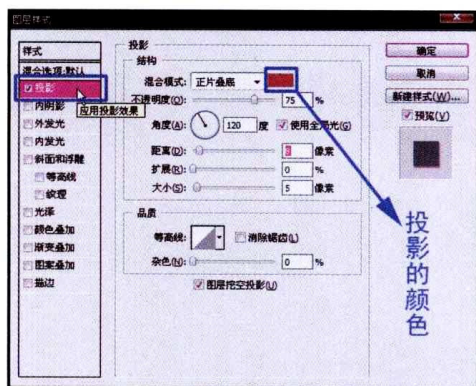 图层样式
样式
混合选项:默认
投影
应用投影效果
内阴影
外发光
内发光
斜面和浮雕
等高线
纹理
光泽
颜色叠加
渐变叠加
图案叠加
描边
投影
结构
混合模式: 正片叠底
不透明度(O): 75 %
角度(A): 120 度 使用全局光(G)
距离(D): 像素
扩展(R): 0 %
大小(S): 5 像素
品质
等高线: 消除锯齿(L)
杂色(N): 0 %
图层挖空投影(U)
确定
取消
新建样式(W)...
预览(V)
投影的颜色